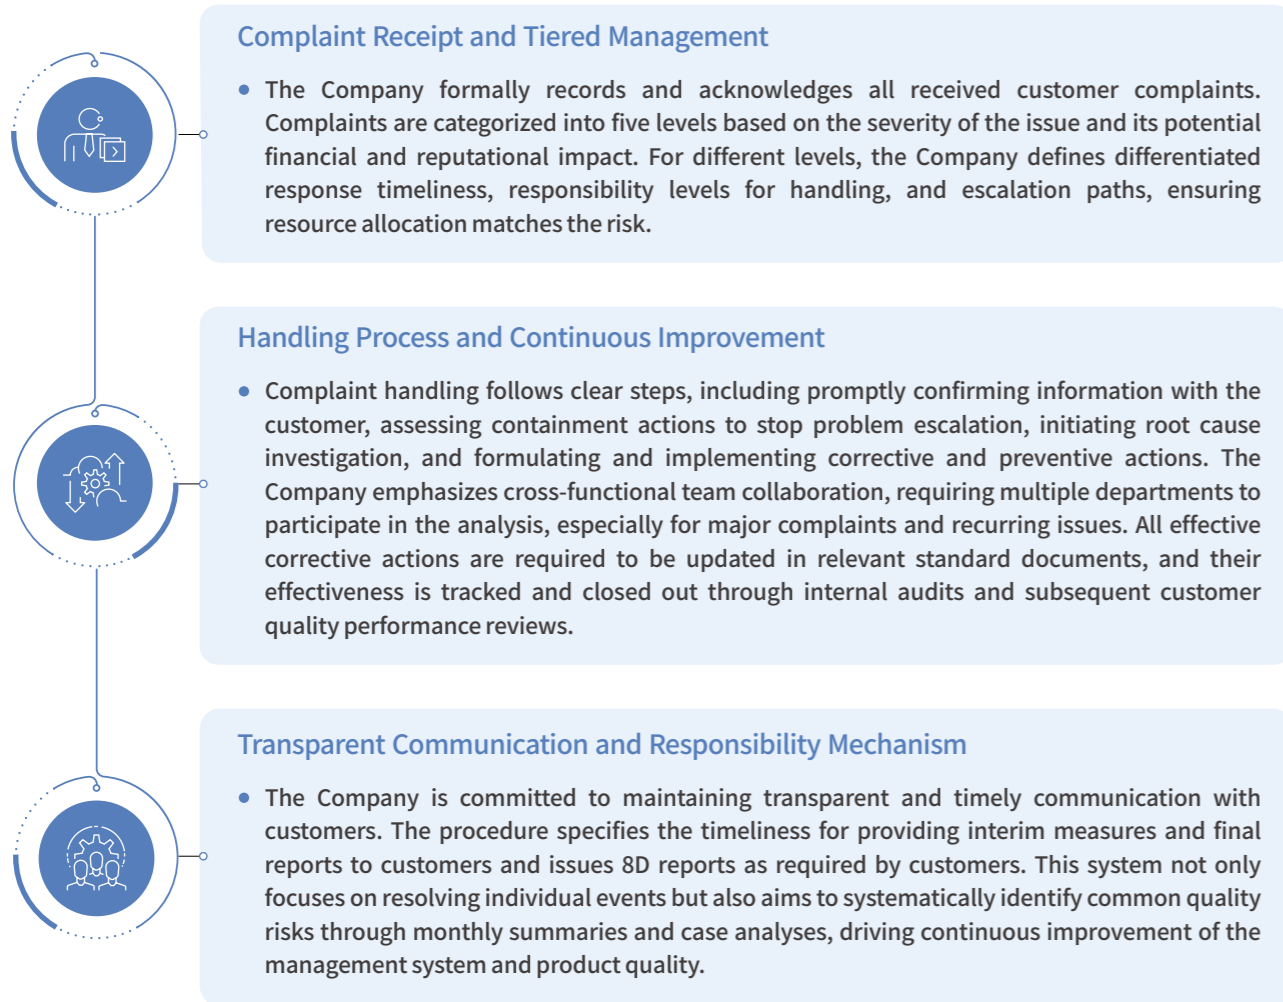 Complaint Receipt and Tiered Management
• The Company formally records and acknowledges all received customer complaints.
Complaints are categorized into five levels based on the severity of the issue and its potential
financial and reputational impact. For different levels, the Company defines differentiated
response timeliness, responsibility levels for handling, and escalation paths, ensuring
resource allocation matches the risk.
Handling Process and Continuous Improvement
• Complaint handling follows clear steps, including promptly confirming information with the
customer, assessing containment actions to stop problem escalation, initiating root cause
investigation, and formulating and implementing corrective and preventive actions. The
Company emphasizes cross-functional team collaboration, requiring multiple departments to
participate in the analysis, especially for major complaints and recurring issues. All effective
corrective actions are required to be updated in relevant standard documents, and their
effectiveness is tracked and closed out through internal audits and subsequent customer
quality performance reviews.
Transparent Communication and Responsibility Mechanism
• The Company is committed to maintaining transparent and timely communication with
customers. The procedure specifies the timeliness for providing interim measures and final
reports to customers and issues 8D reports as required by customers. This system not only
focuses on resolving individual events but also aims to systematically identify common quality
risks through monthly summaries and case analyses, driving continuous improvement of the
management system and product quality.